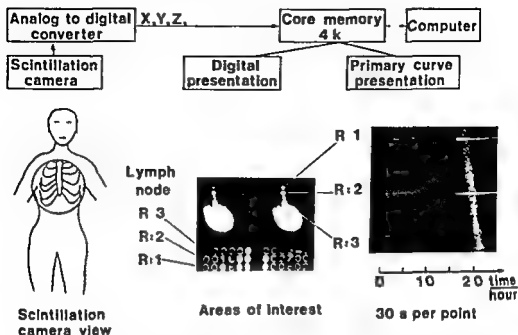 Analog to digital
converter
X,Y,Z,
Core memory
4k
Computer
Scintillation
camera
Digital
presentation
Primary curve
presentation
Lymph
node
R 3
R:2
R:1
R 1
R:2
R:3
0 10 20 time
hour
Scintillation
camera view
Areas of interest
30 s per point